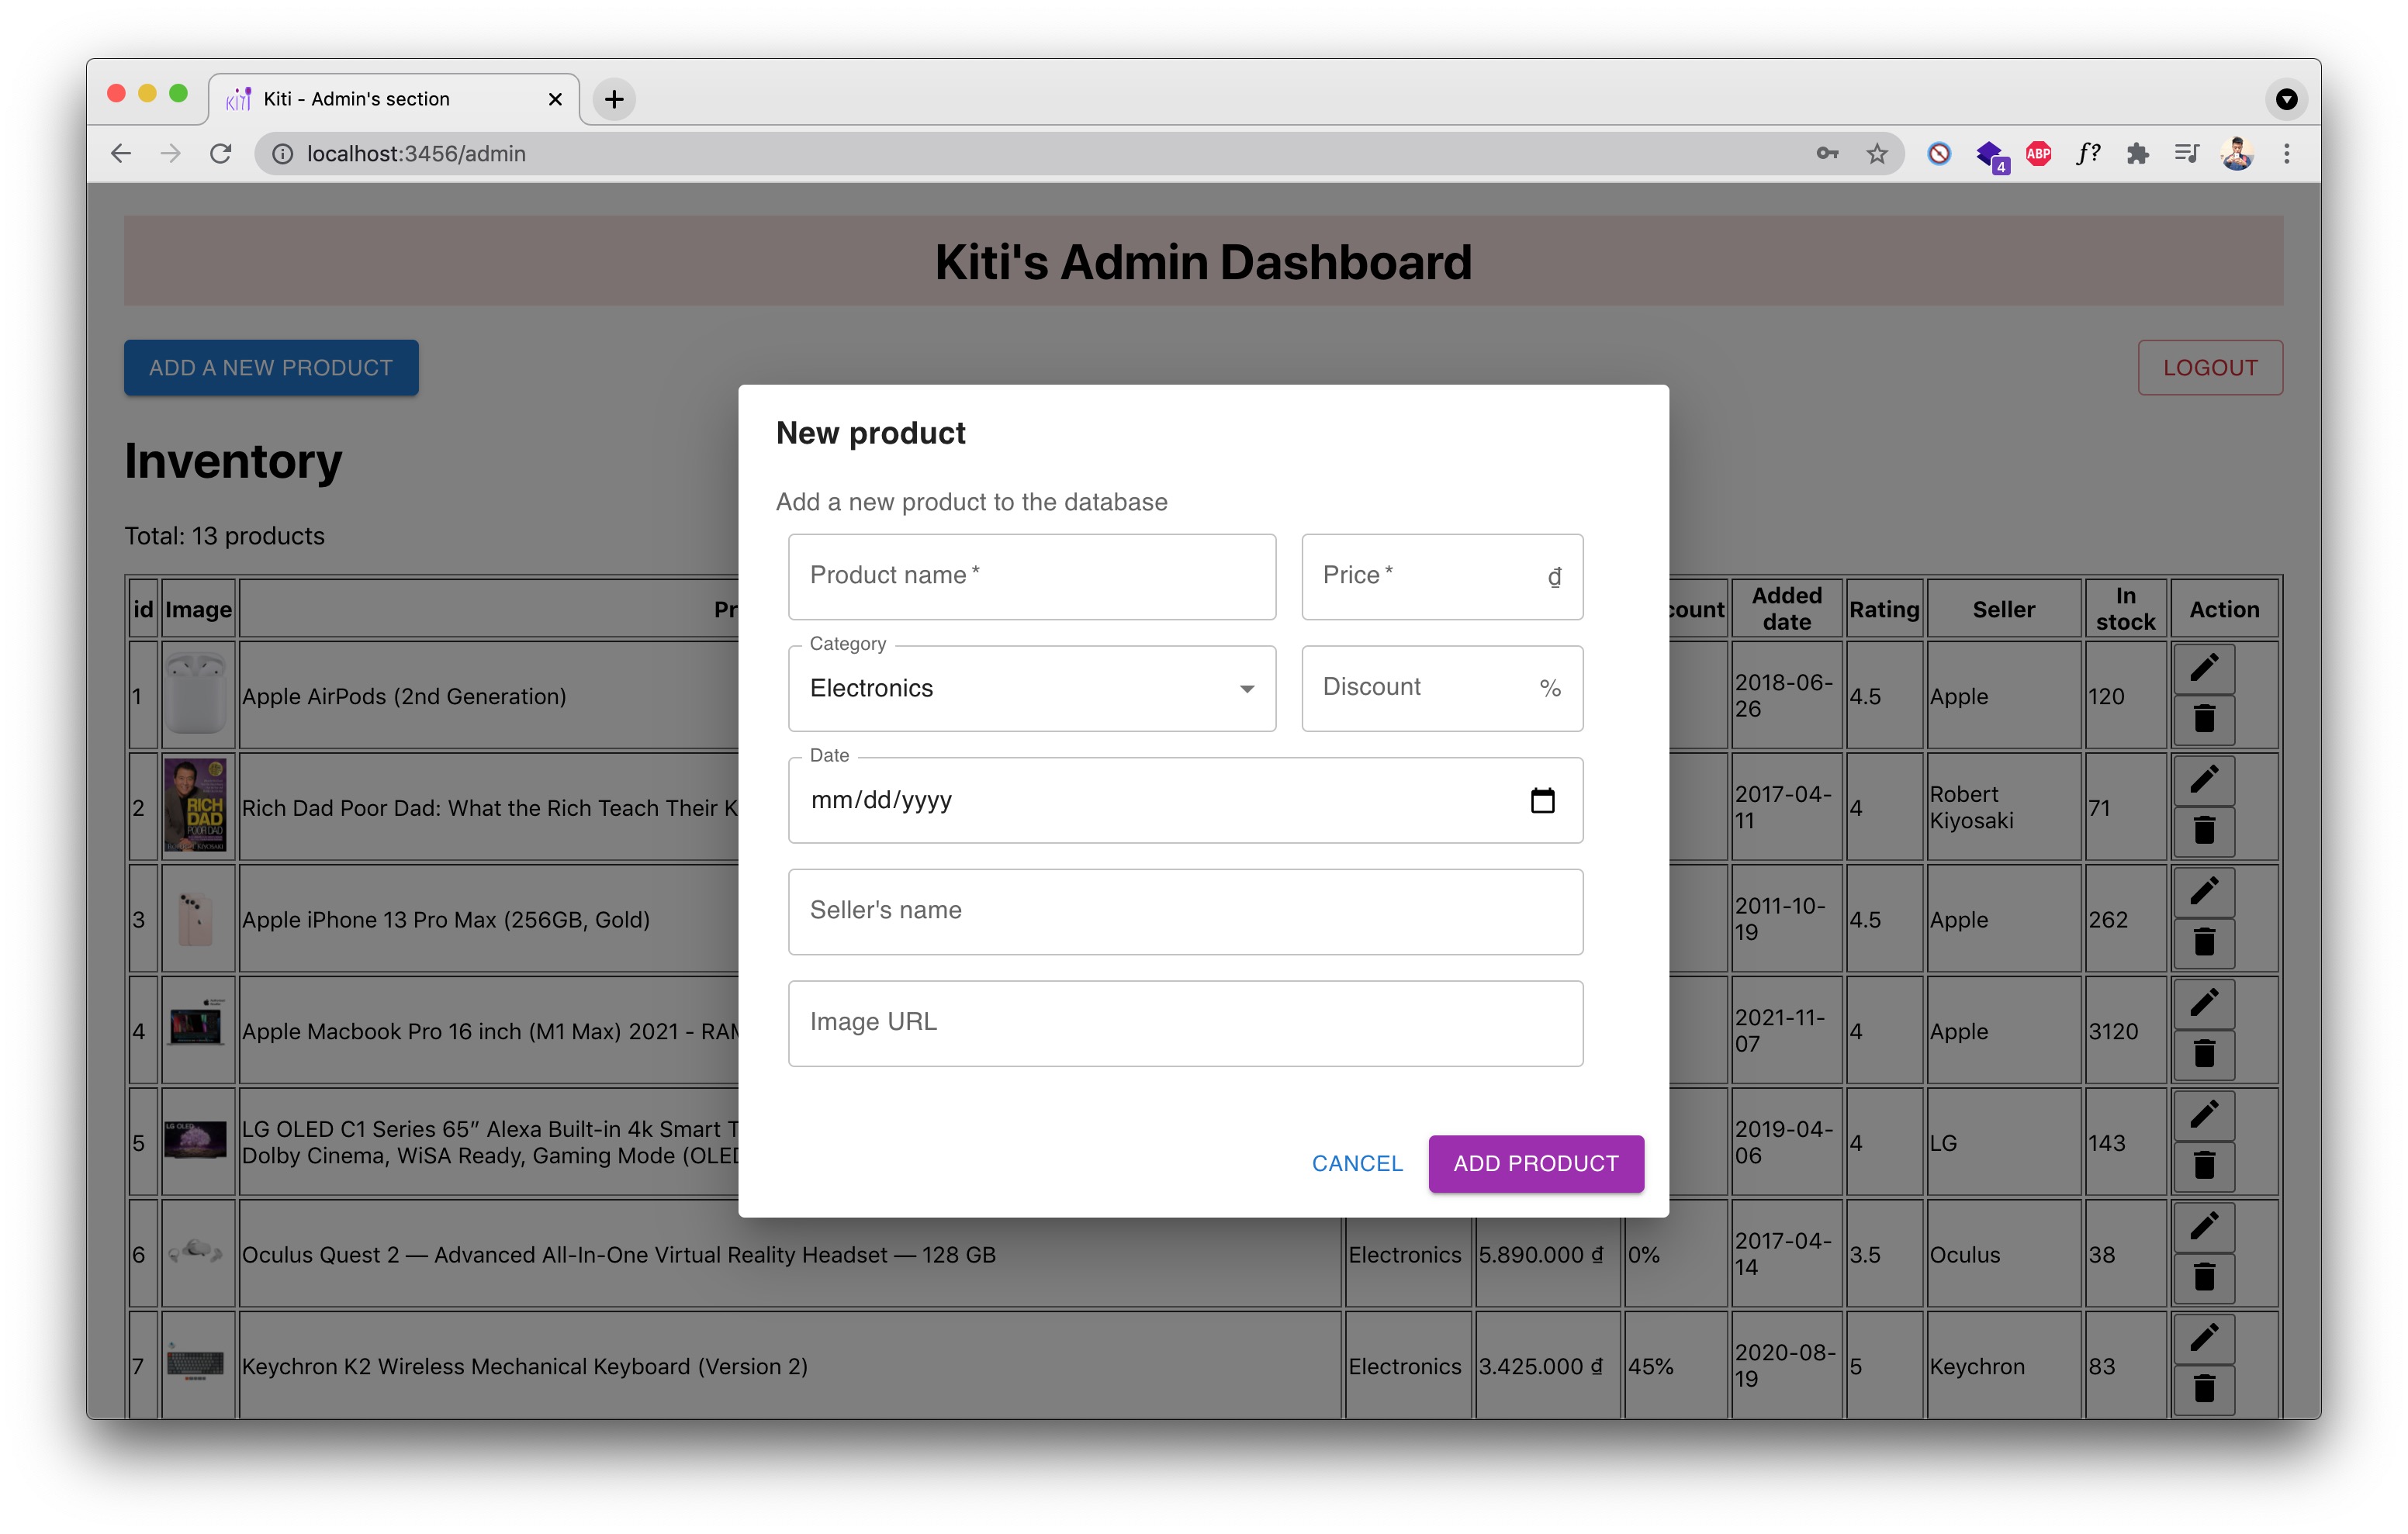 Kiti - Admin's section
localhost:3456/admin
4
ABP
f?
Kiti's Admin Dashboard
ADD A NEW PRODUCT
LOGOUT
Inventory
Total: 13 products
New product
Add a new product to the database
Product name *
Price *
₫
Category
Electronics
Discount
%
Date
mm/dd/yyyy
Seller's name
Image URL
CANCEL
ADD PRODUCT
id Image Added date Rating Seller In stock Action
1 Apple AirPods (2nd Generation) 2018-06-26 4.5 Apple 120
2 RICH DAD POOR DAD Rich Dad Poor Dad: What the Rich Teach Their 2017-04-11 4 Robert Kiyosaki 71
3 Apple iPhone 13 Pro Max (256GB, Gold) 2011-10-19 4.5 Apple 262
4 Apple Macbook Pro 16 inch (M1 Max) 2021 - RAM 2021-11-07 4 Apple 3120
5 LG OLED LG OLED C1 Series 65” Alexa Built-in 4k Smart
Dolby Cinema, WiSA Ready, Gaming Mode (OLED 2019-04-06 4 LG 143
6 Oculus Quest 2 — Advanced All-In-One Virtual Reality Headset — 128 GB Electronics 5.890.000 ₫ 0% 2017-04-14 3.5 Oculus 38
7 Keychron K2 Wireless Mechanical Keyboard (Version 2) Electronics 3.425.000 ₫ 45% 2020-08-19 5 Keychron 83